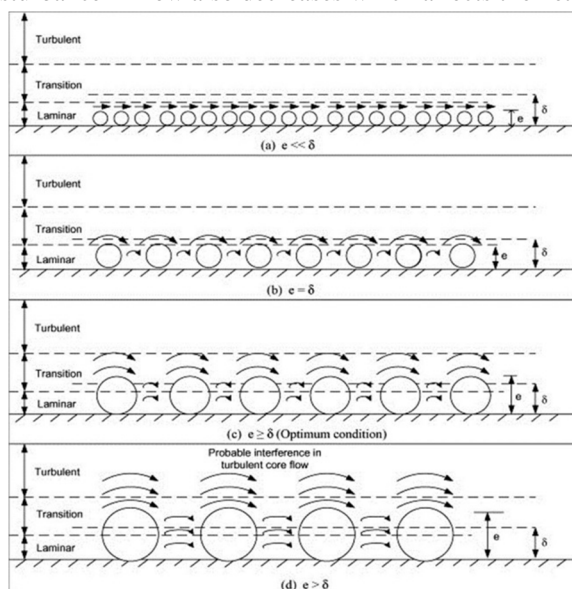 Turbulent
Transition
Laminar
e
δ
(a) e << δ
Turbulent
Transition
Laminar
e
δ
(b) e = δ
Turbulent
Transition
Laminar
e
δ
(c) e ≥ δ (Optimum condition)
Probable interference in
turbulent core flow
Turbulent
Transition
Laminar
e
δ
(d) e > δ